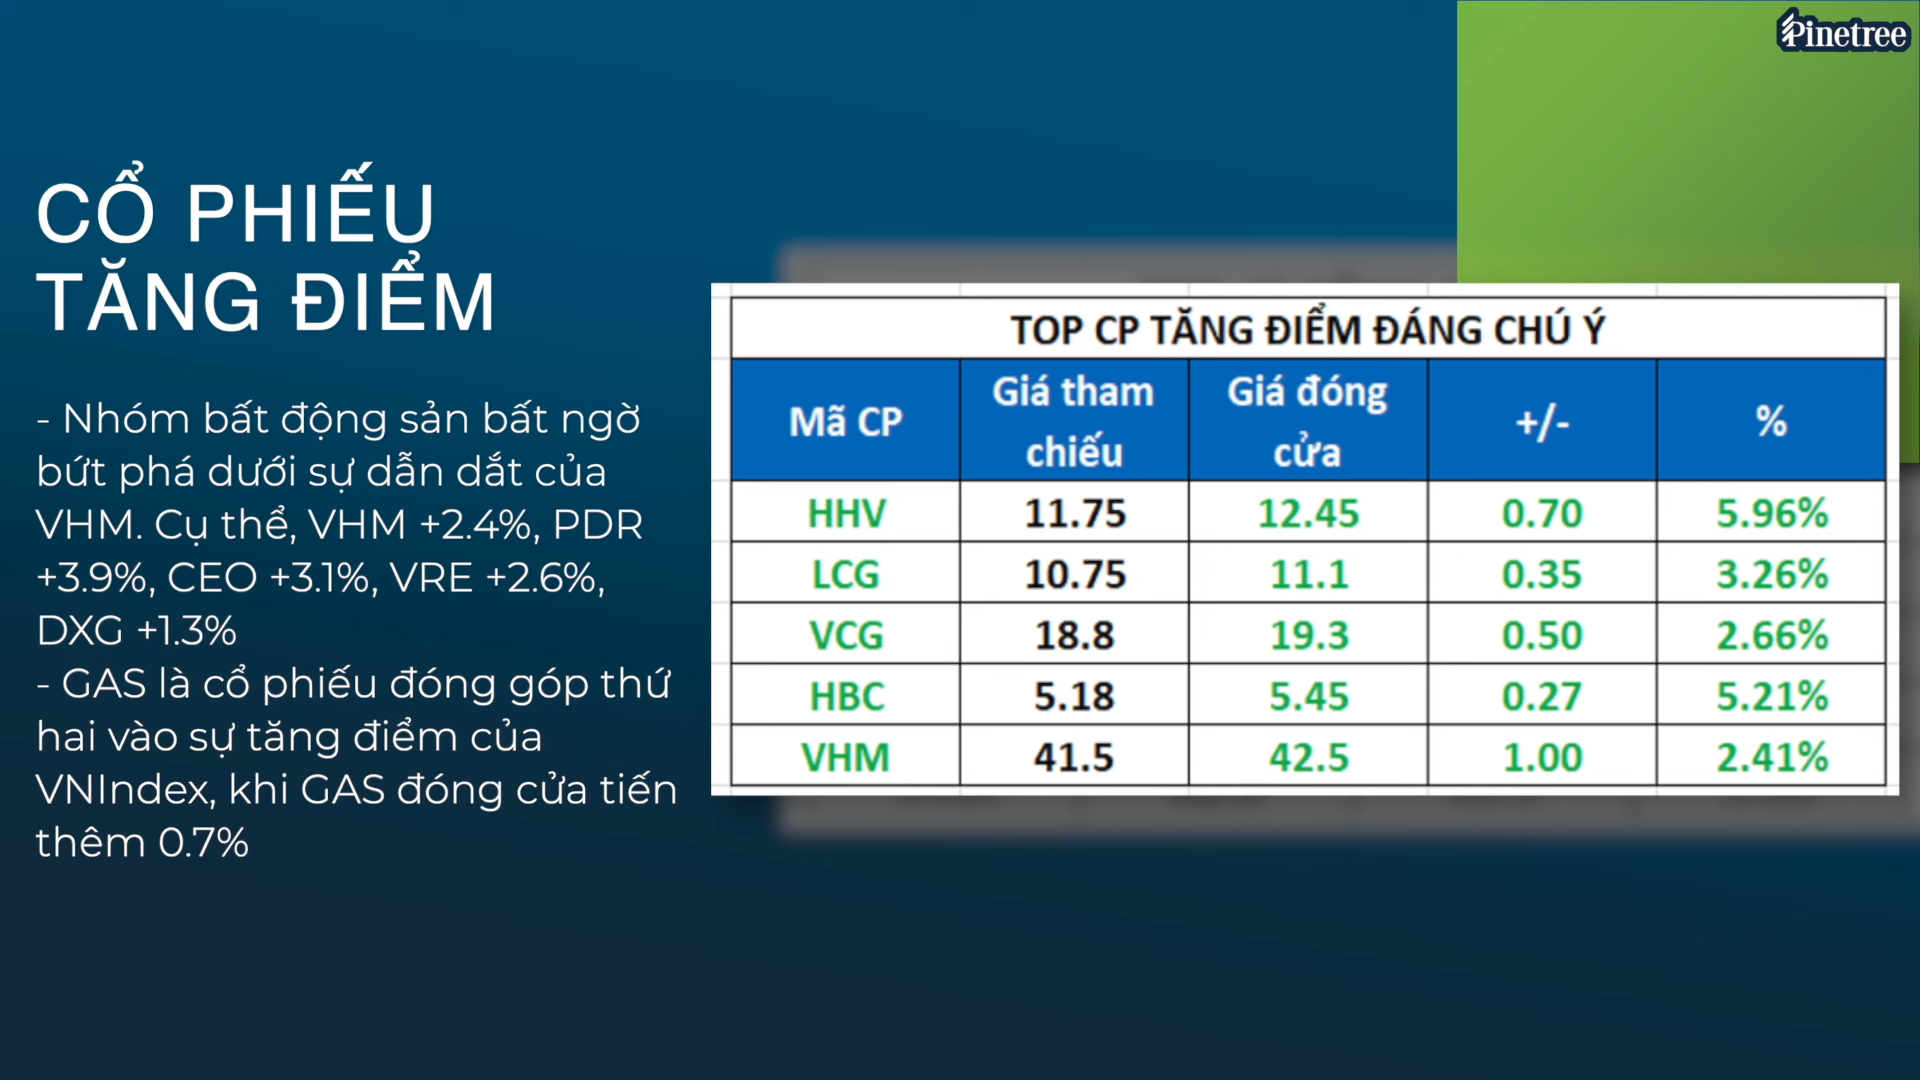 Pinetree
CỔ PHIẾU
TĂNG ĐIỂM
- Nhóm bất động sản bất ngờ
bứt phá dưới sự dẫn dắt của
VHM. Cụ thể, VHM +2.4%, PDR
+3.9%, CEO +3.1%, VRE +2.6%,
DXG +1.3%
- GAS là cổ phiếu đóng góp thứ
hai vào sự tăng điểm của
VNIndex, khi GAS đóng cửa tiến
thêm 0.7%
TOP CP TĂNG ĐIỂM ĐÁNG CHÚ Ý
Mã CP Giá tham chiếu Giá đóng cửa +/- %
HHV 11.75 12.45 0.70 5.96%
LCG 10.75 11.1 0.35 3.26%
VCG 18.8 19.3 0.50 2.66%
HBC 5.18 5.45 0.27 5.21%
VHM 41.5 42.5 1.00 2.41%